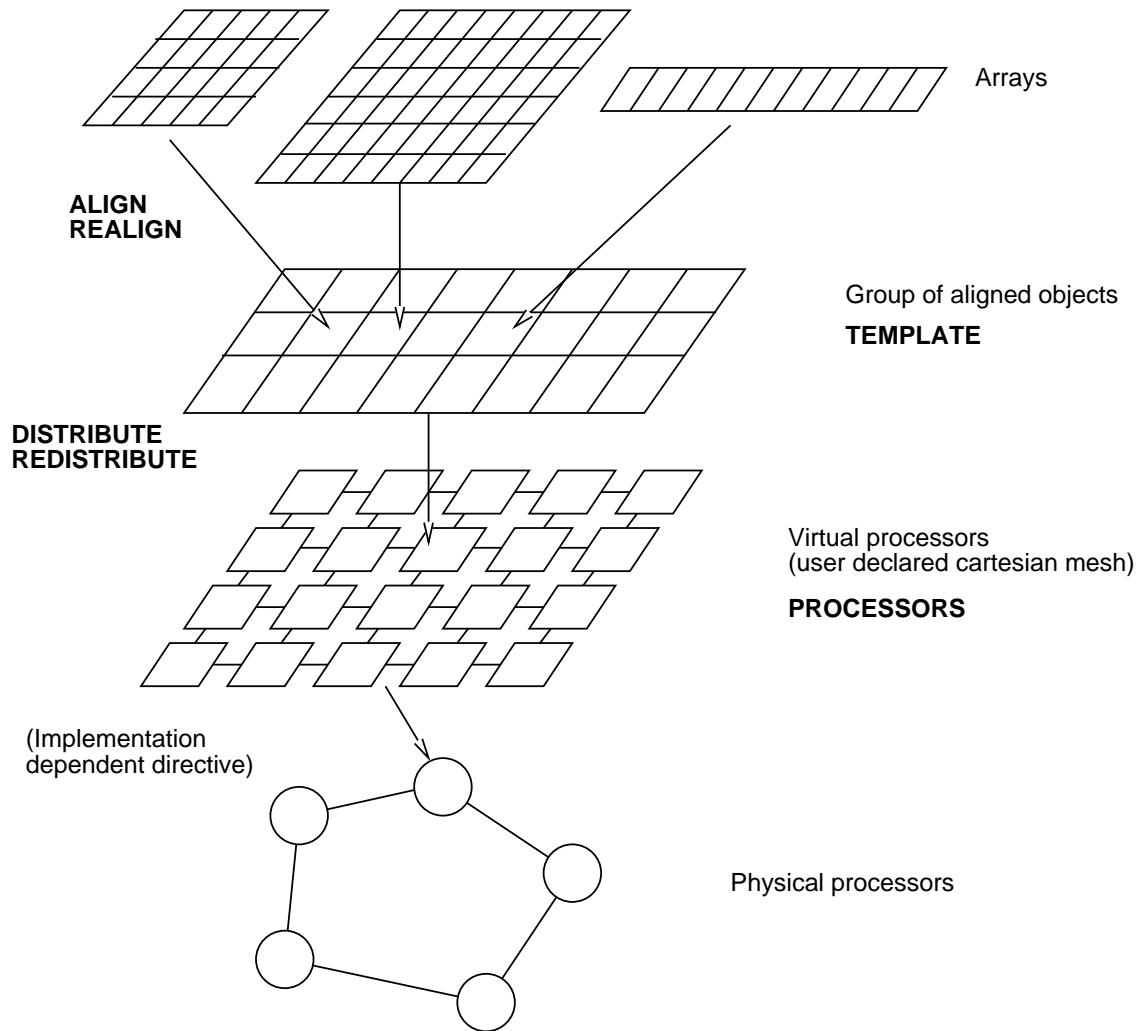 Arrays
ALIGN
REALIGN
Group of aligned objects
TEMPLATE
DISTRIBUTE
REDISTRIBUTE
Virtual processors
(user declared cartesian mesh)
PROCESSORS
(Implementation
dependent directive)
Physical processors